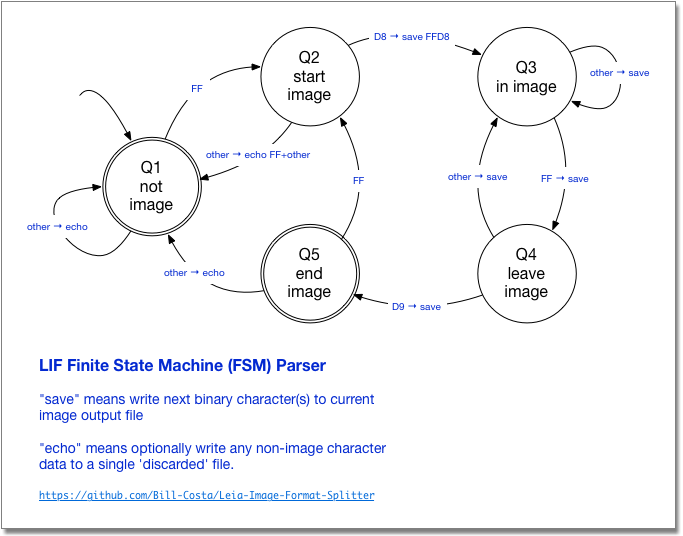 Q2
start
image
D8 → save FFD8
Q3
in image
other → save
FF
other → echo FF+other
Q1
not
image
other → echo
FF
other → save
FF → save
Q5
end
image
other → echo
Q4
leave
image
D9 → save
LIF Finite State Machine (FSM) Parser
"save" means write next binary character(s) to current
image output file
"echo" means optionally write any non-image character
data to a single 'discarded' file.
https://github.com/Bill-Costa/Leia-Image-Format-Splitter